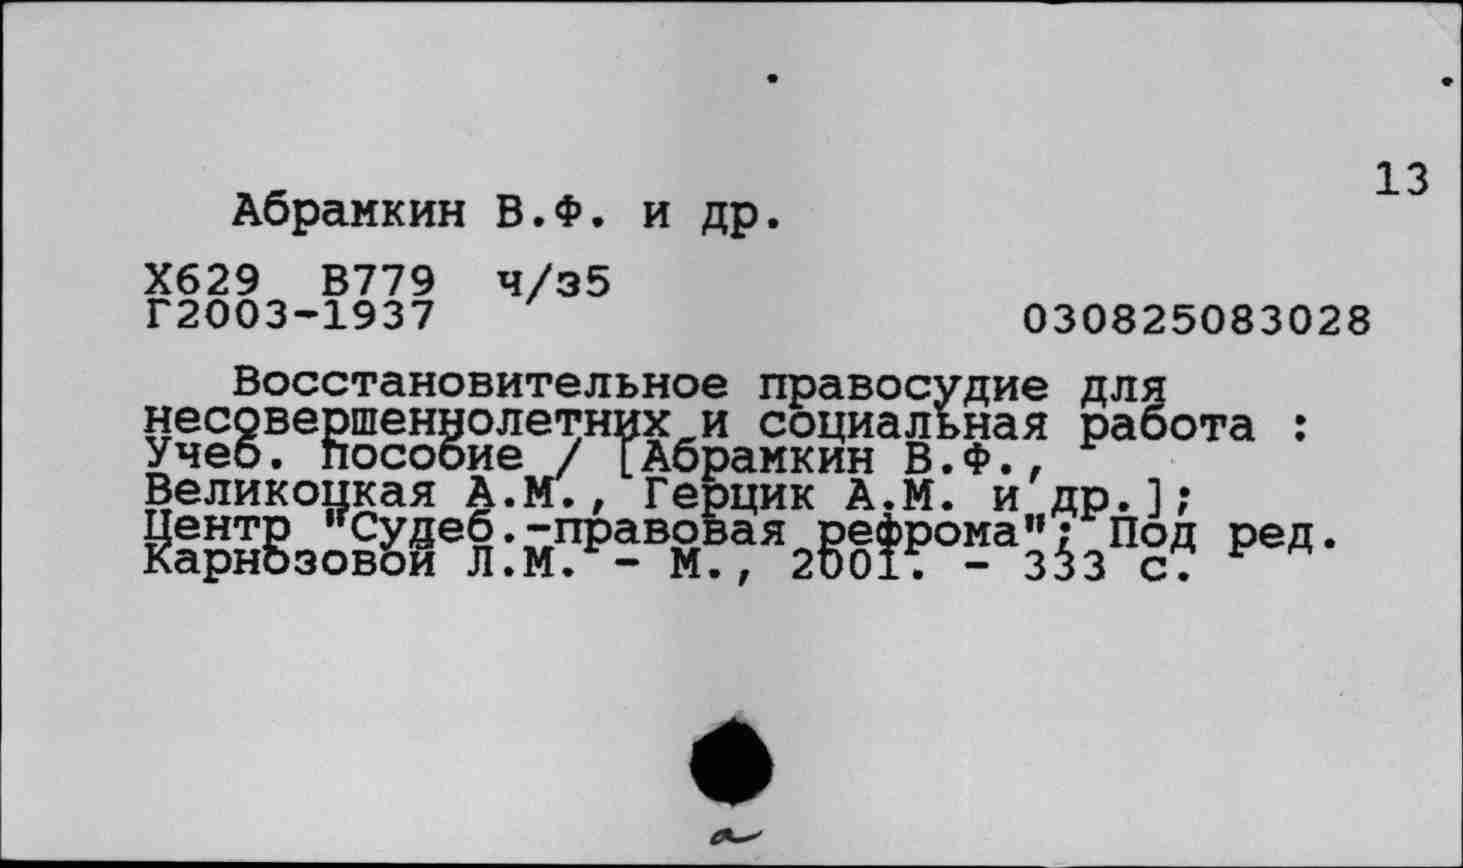 13
Абрамкин В.Ф. и др.
Х629 В779 ч/з5
Г2003-1937 030825083028
Восстановительное правосудие для
несовершеннолетних и социальная работа :
Учеб. пособие / [Абрамкин В.Ф.,
Великоцкая А.М., Герцик А.М. и др.];
Центр "Судеб.-правовая рефрома"; Под ред.
Карнозовой Л.М. - М., 2001. - 333 с.